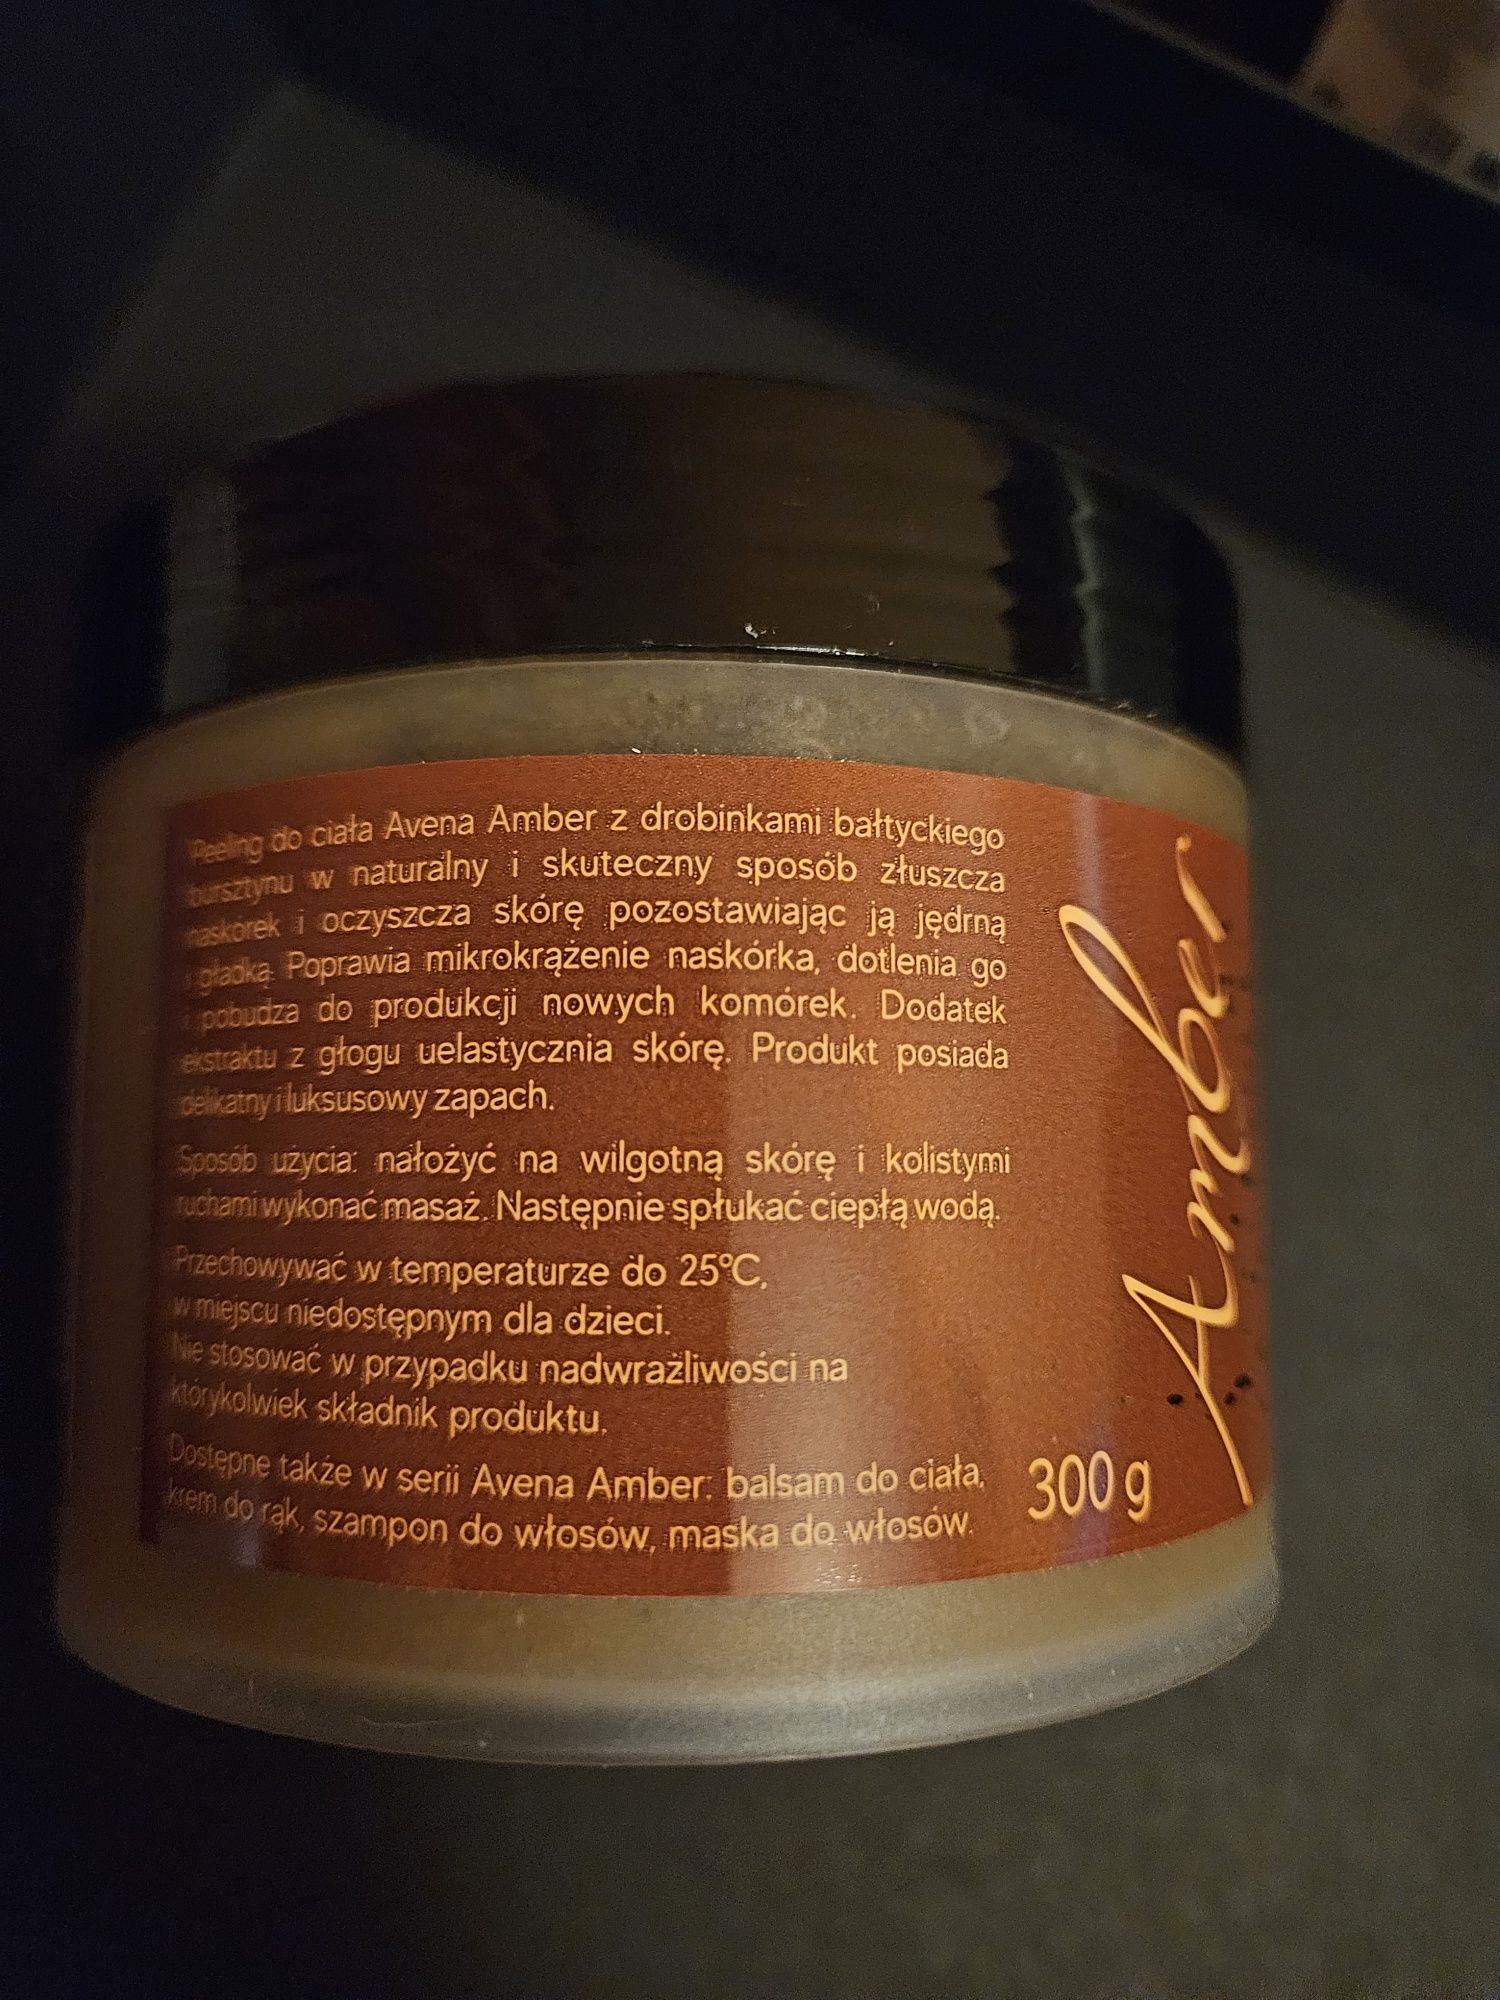 Peeling do ciała Avena Amber z drobinkami bałtyckiego
bursztynu w naturalny i skuteczny sposób złuszcza
naskórek i oczyszcza skórę pozostawiając ją jędrną
i gładką. Poprawia mikrokrążenie naskórka, dotlenia go
i pobudza do produkcji nowych komórek. Dodatek
ekstraktu z głogu uelastycznia skórę. Produkt posiada
delikatny i luksusowy zapach.
Sposób użycia: nałożyć na wilgotną skórę i kolistymi
ruchami wykonać masaż. Następnie spłukać ciepłą wodą.
Przechowywać w temperaturze do 25°C,
w miejscu niedostępnym dla dzieci.
Nie stosować w przypadku nadwrażliwości na
którykolwiek składnik produktu.
Dostępne także w serii Avena Amber: balsam do ciała,
krem do rąk, szampon do włosów, maska do włosów.
300 g
Amber